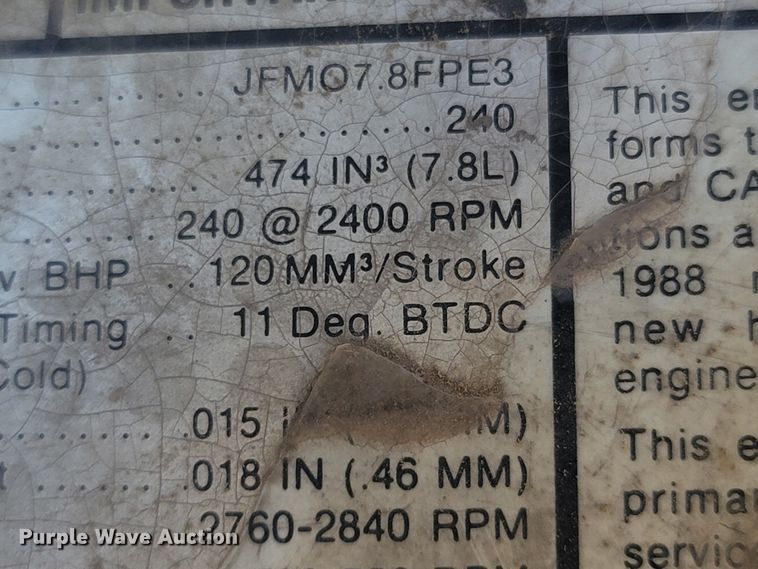 JFM07.8FPE3
240
474 IN³ (7.8L)
240 @ 2400 RPM
v. BHP .. 120 MM³/Stroke
Timing .. 11 Deg. BTDC
Cold)
.015
.018 IN (.46 MM)
2760-2840 RPM
This e
forms t
and CA
tions a
1988
new h
engine
This e
prima
servic
Purple Wave Auction